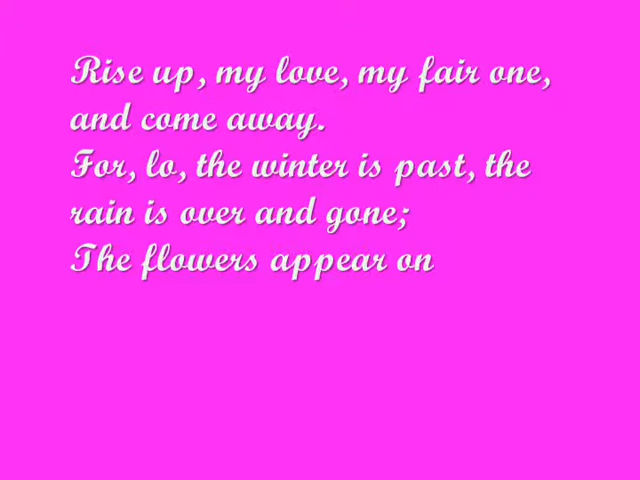 Rise up, my love, my fair one,
and come away.
For, lo, the winter is past, the
rain is over and gone;
The flowers appear on